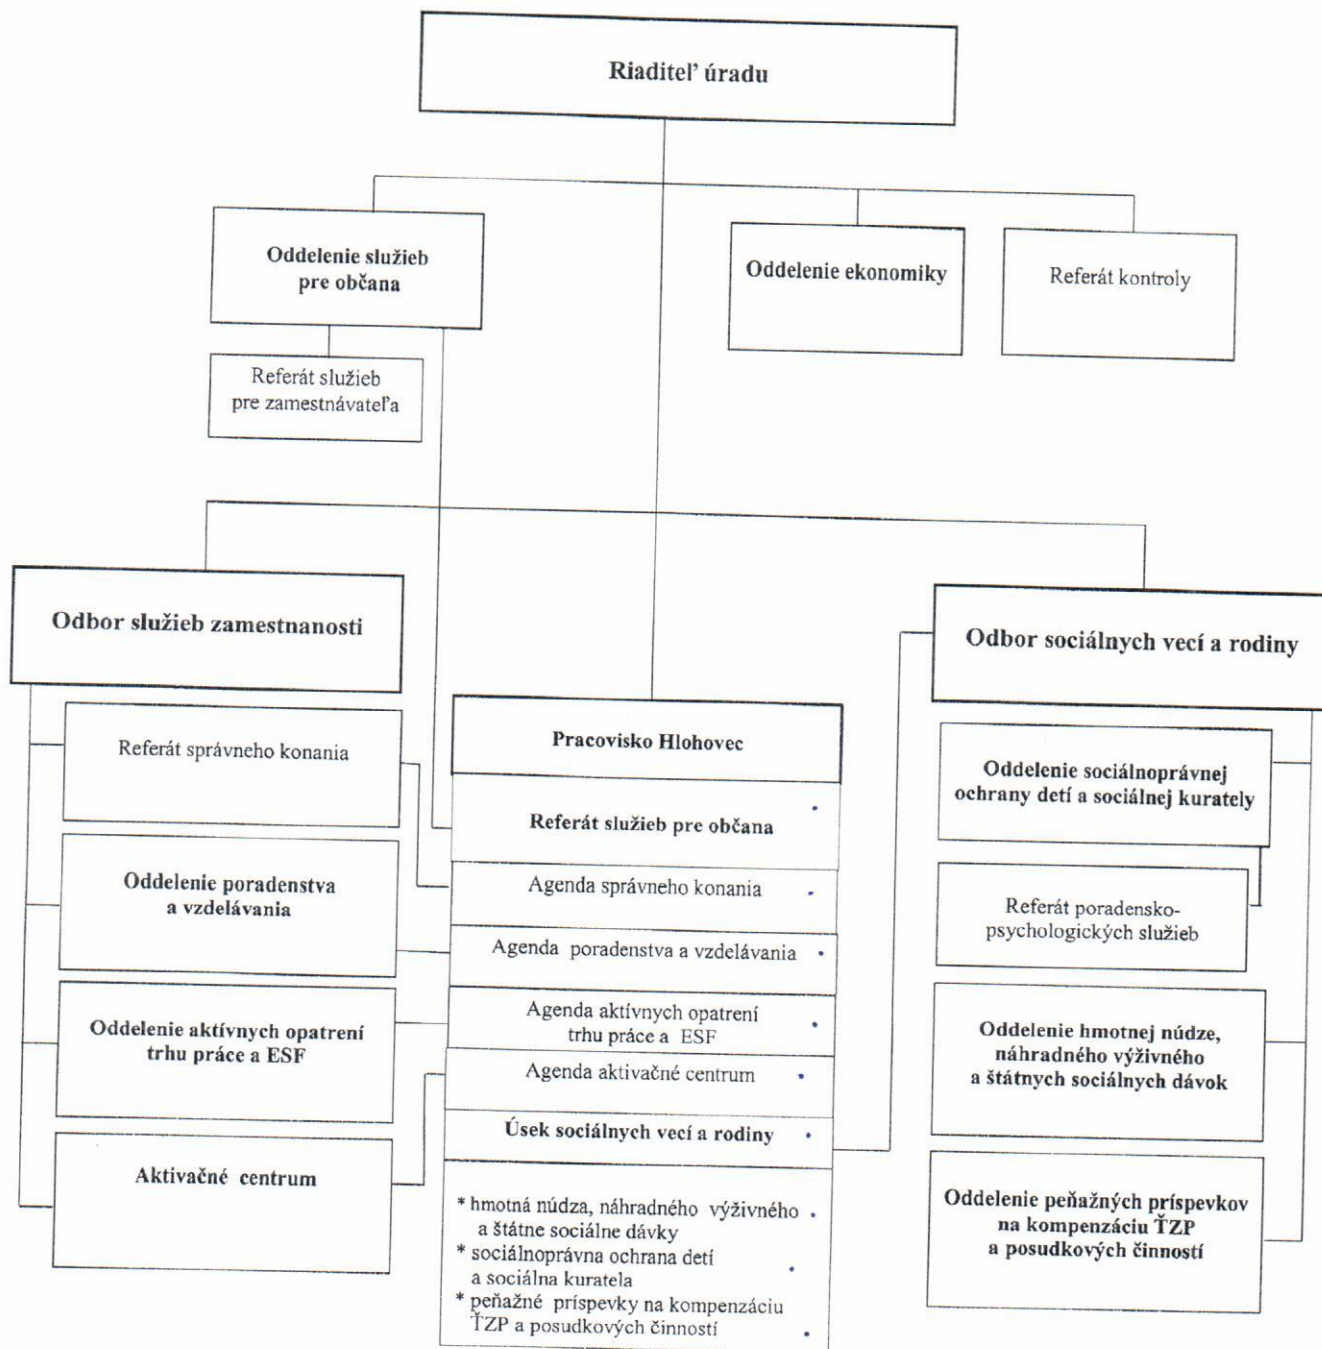 Riaditeľ úradu
Oddelenie služieb
pre občana
Oddelenie ekonomiky
Referát kontroly
Referát služieb
pre zamestnávateľa
Odbor služieb zamestnanosti
Odbor sociálnych vecí a rodiny
Referát správneho konania
Oddelenie poradenstva
a vzdelávania
Oddelenie aktívnych opatrení
trhu práce a ESF
Aktivačné centrum
Pracovisko Hlohovec
Referát služieb pre občana
Agenda správneho konania
Agenda poradenstva a vzdelávania
Agenda aktívnych opatrení
trhu práce a ESF
Agenda aktivačné centrum
Úsek sociálnych vecí a rodiny
* hmotná núdza, náhradného výživného
a štátne sociálne dávky
* sociálnoprávna ochrana detí
a sociálna kuratela
* peňažné príspevky na kompenzáciu
ŤZP a posudkových činností
Oddelenie sociálnoprávnej
ochrany detí a sociálnej kurately
Referát poradensko-
psychologických služieb
Oddelenie hmotnej núdze,
náhradného výživného
a štátnych sociálnych dávok
Oddelenie peňažných príspevkov
na kompenzáciu ŤZP
a posudkových činností